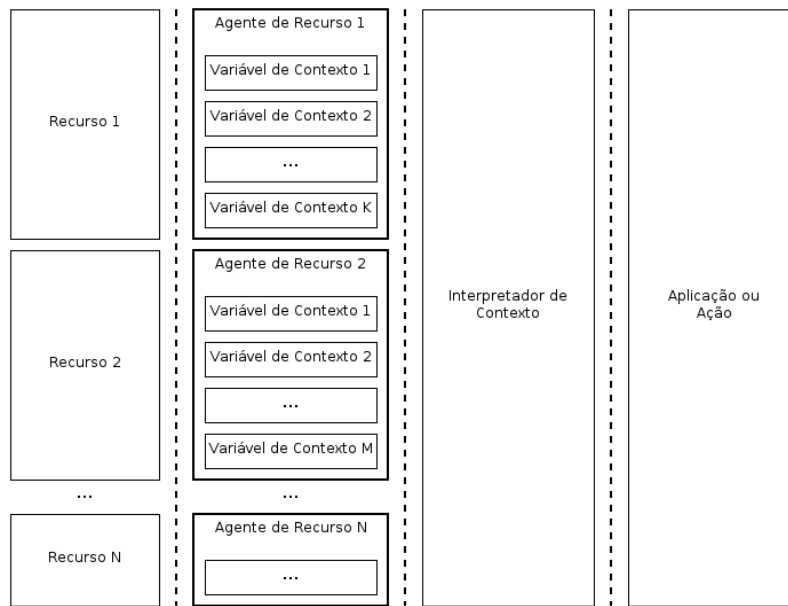 Recurso 1
Agente de Recurso 1
Variável de Contexto 1
Variável de Contexto 2
...
Variável de Contexto K
Recurso 2
Agente de Recurso 2
Variável de Contexto 1
Variável de Contexto 2
...
Variável de Contexto M
...
...
Recurso N
Agente de Recurso N
...
Interpretador de
Contexto
Aplicação ou
Ação